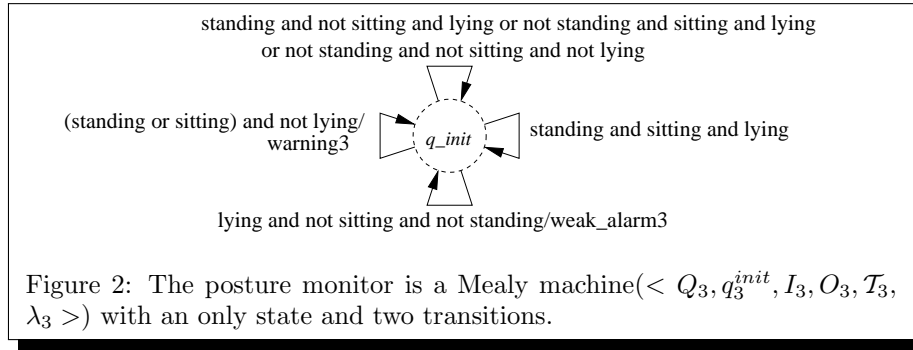 standing and not sitting and lying or not standing and sitting and lying
or not standing and not sitting and not lying
(standing or sitting) and not lying/
warning3
q_init
standing and sitting and lying
lying and not sitting and not standing/weak_alarm3
Figure 2: The posture monitor is a Mealy machine(< Q₃, q₃^{init}, I₃, O₃, 𝒯₃,
λ₃ >) with an only state and two transitions.